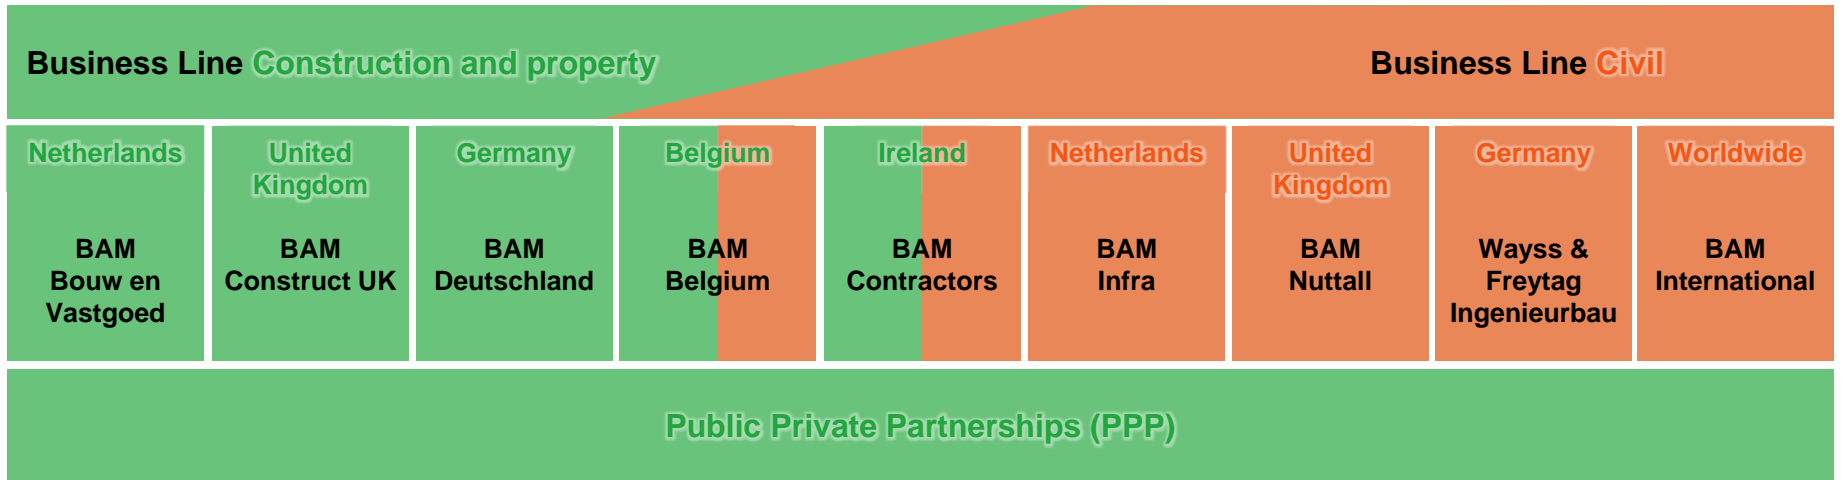 Business Line Construction and property
Business Line Civil
Netherlands
BAM
Bouw en
Vastgoed
United
Kingdom
BAM
Construct UK
Germany
BAM
Deutschland
Belgium
BAM
Belgium
Ireland
BAM
Contractors
Netherlands
BAM
Infra
United
Kingdom
BAM
Nuttall
Germany
Wayss &
Freytag
Ingenieurbau
Worldwide
BAM
International
Public Private Partnerships (PPP)